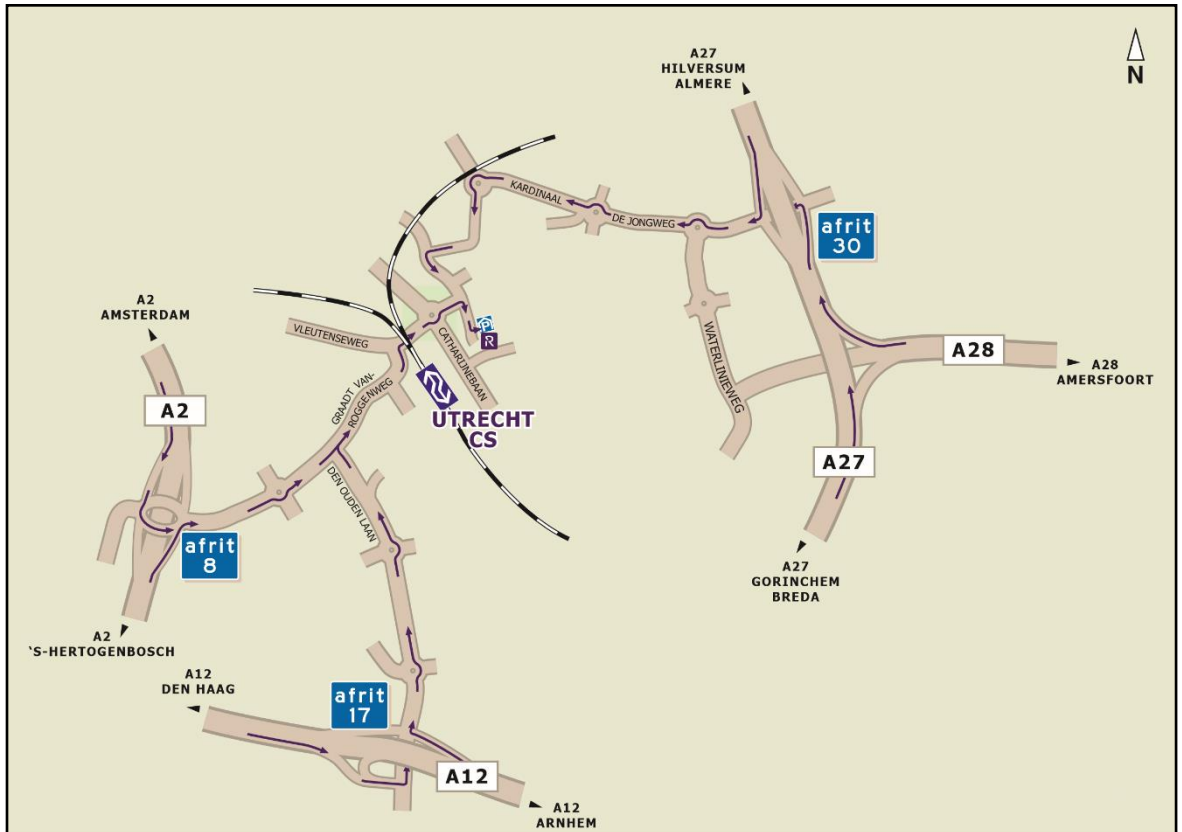 A27
HILVERSUM
ALMERE
N
KARDINAAL
DE JONGWEG
afrit
30
A2
AMSTERDAM
VLEUTENSEWEG
P
R
CATHARIJNEBAAN
WATERLINIEWEG
A28
A28
AMERSFOORT
A2
GRAADT VAN-
ROGGENWEG
UTRECHT
CS
A27
DEN OUDEN LAAN
afrit
8
A27
GORINCHEM
BREDA
A2
‘S-HERTOGENBOSCH
A12
DEN HAAG
afrit
17
A12
A12
ARNHEM